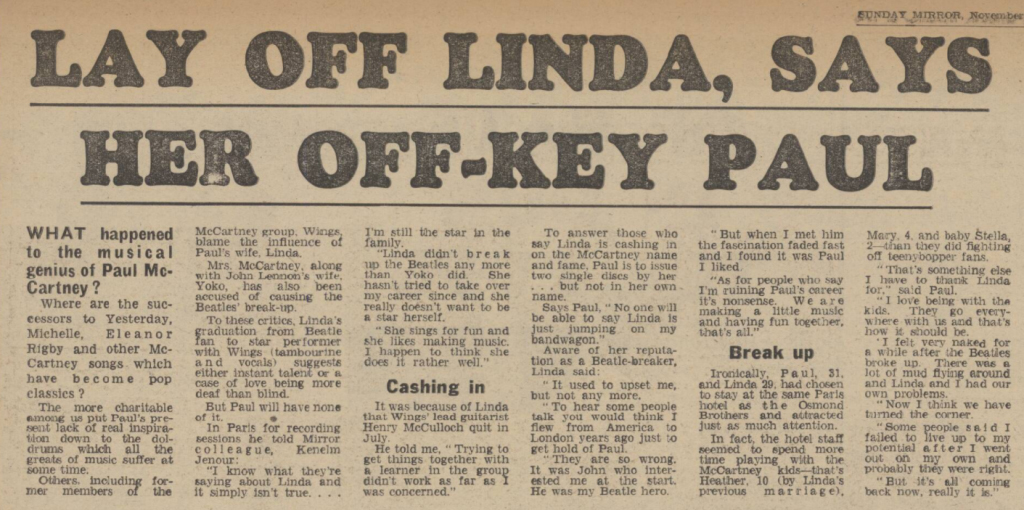 SUNDAY MIRROR, November
LAY OFF LINDA, SAYS
HER OFF-KEY PAUL
WHAT happened
to the musical
genius of Paul Mc-
Cartney?
Where are the suc-
cessors to Yesterday,
Michelle, Eleanor
Rigby and other Mc-
Cartney songs which
have become pop
classics?
The more charitable
among us put Paul's pre-
sent lack of real inspira-
tion down to the dol-
drums which all the
greats of music suffer at
some time.
Others, including for-
mer members of the
McCartney group, Wings,
blame the influence of
Paul's wife, Linda.
Mrs. McCartney, along
with John Lennon's wife,
Yoko, has also been
accused of causing the
Beatles' break-up.
To these critics, Linda's
graduation from Beatle
fan to star performer
with Wings (tambourine
and vocals) suggests
either instant talent or a
case of love being more
deaf than blind.
But Paul will have none
of it.
In Paris for recording
sessions he told Mirror
colleague, Kenelm
Jenour:
"I know what they're
saying about Linda and
it simply isn't true. . . .
I'm still the star in the
family.
"Linda didn't break
up the Beatles any more
than Yoko did. She
hasn't tried to take over
my career since and she
really doesn't want to be
a star herself.
"She sings for fun and
she likes making music.
I happen to think she
does it rather well."
Cashing in
It was because of Linda
that Wings' lead guitarist
Henry McCulloch quit in
July.
He told me, "Trying to
get things together with
a learner in the group
didn't work as far as I
was concerned."
To answer those who
say Linda is cashing in
on the McCartney name
and fame, Paul is to issue
two single discs by her
. . . but not in her own
name.
Says Paul, "No one will
be able to say Linda is
just jumping on my
bandwagon."
Aware of her reputa-
tion as a Beatle-breaker,
Linda said:
"It used to upset me,
but not any more.
"To hear some people
talk you would think I
flew from America to
London years ago just to
get hold of Paul.
"They are so wrong.
It was John who inter-
ested me at the start.
He was my Beatle hero.
"But when I met him
the fascination faded fast
and I found it was Paul
I liked.
"As for people who say
I'm ruining Paul's career
it's nonsense. We are
making a little music
and having fun together,
that's all."
Break up
Ironically, Paul, 31,
and Linda 29, had chosen
to stay at the same Paris
hotel as the Osmond
Brothers and attracted
just as much attention.
In fact, the hotel staff
seemed to spend more
time playing with the
McCartney kids—that's
Heather, 10 (by Linda's
previous marriage),
Mary, 4, and baby Stella,
2—than they did fighting
off teenybopper fans.
"That's something else
I have to thank Linda
for," said Paul.
"I love being with the
kids. They go every-
where with us and that's
how it should be.
"I felt very naked for
a while after the Beatles
broke up. There was a
lot of mud flying around
and Linda and I had our
own problems.
"Now I think we have
turned the corner.
"Some people said I
failed to live up to my
potential after I went
out on my own and
probably they were right.
"But it's all coming
back now, really it is."